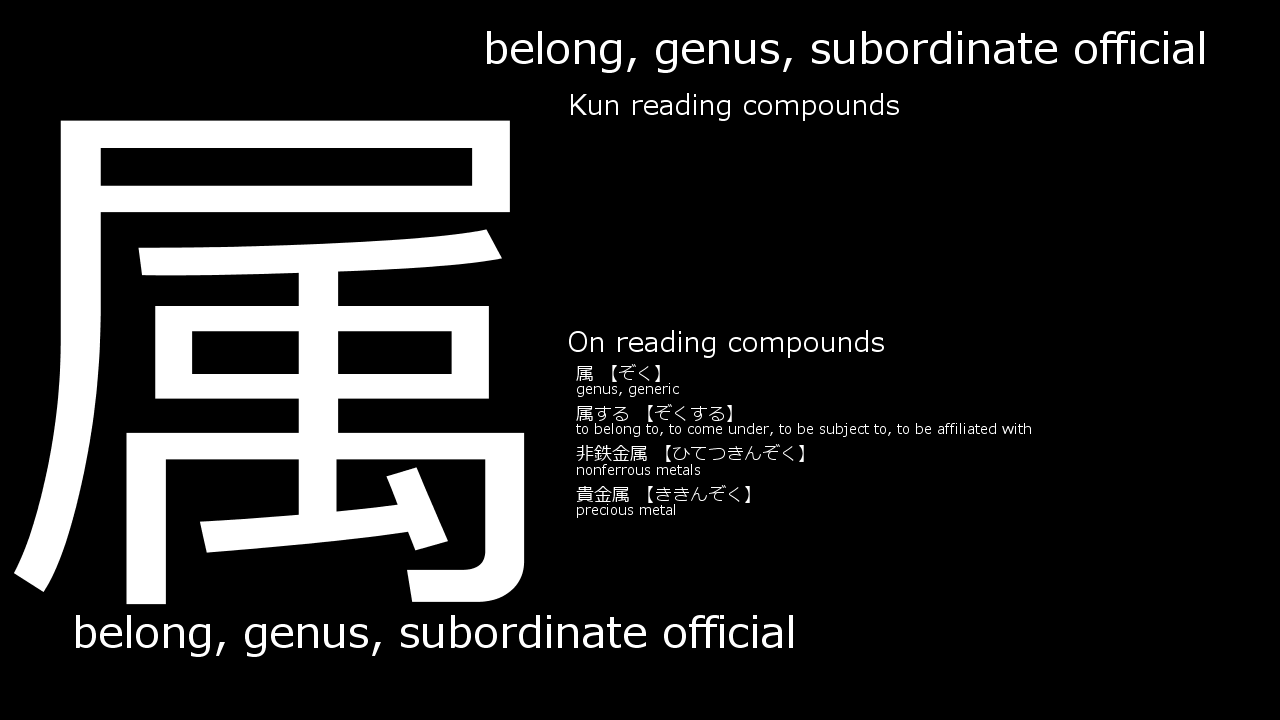 belong, genus, subordinate official
Kun reading compounds
属
On reading compounds
属 【ぞく】
genus, generic
属する 【ぞくする】
to belong to, to come under, to be subject to, to be affiliated with
非鉄金属 【ひてつきんぞく】
nonferrous metals
貴金属 【ききんぞく】
precious metal
belong, genus, subordinate official